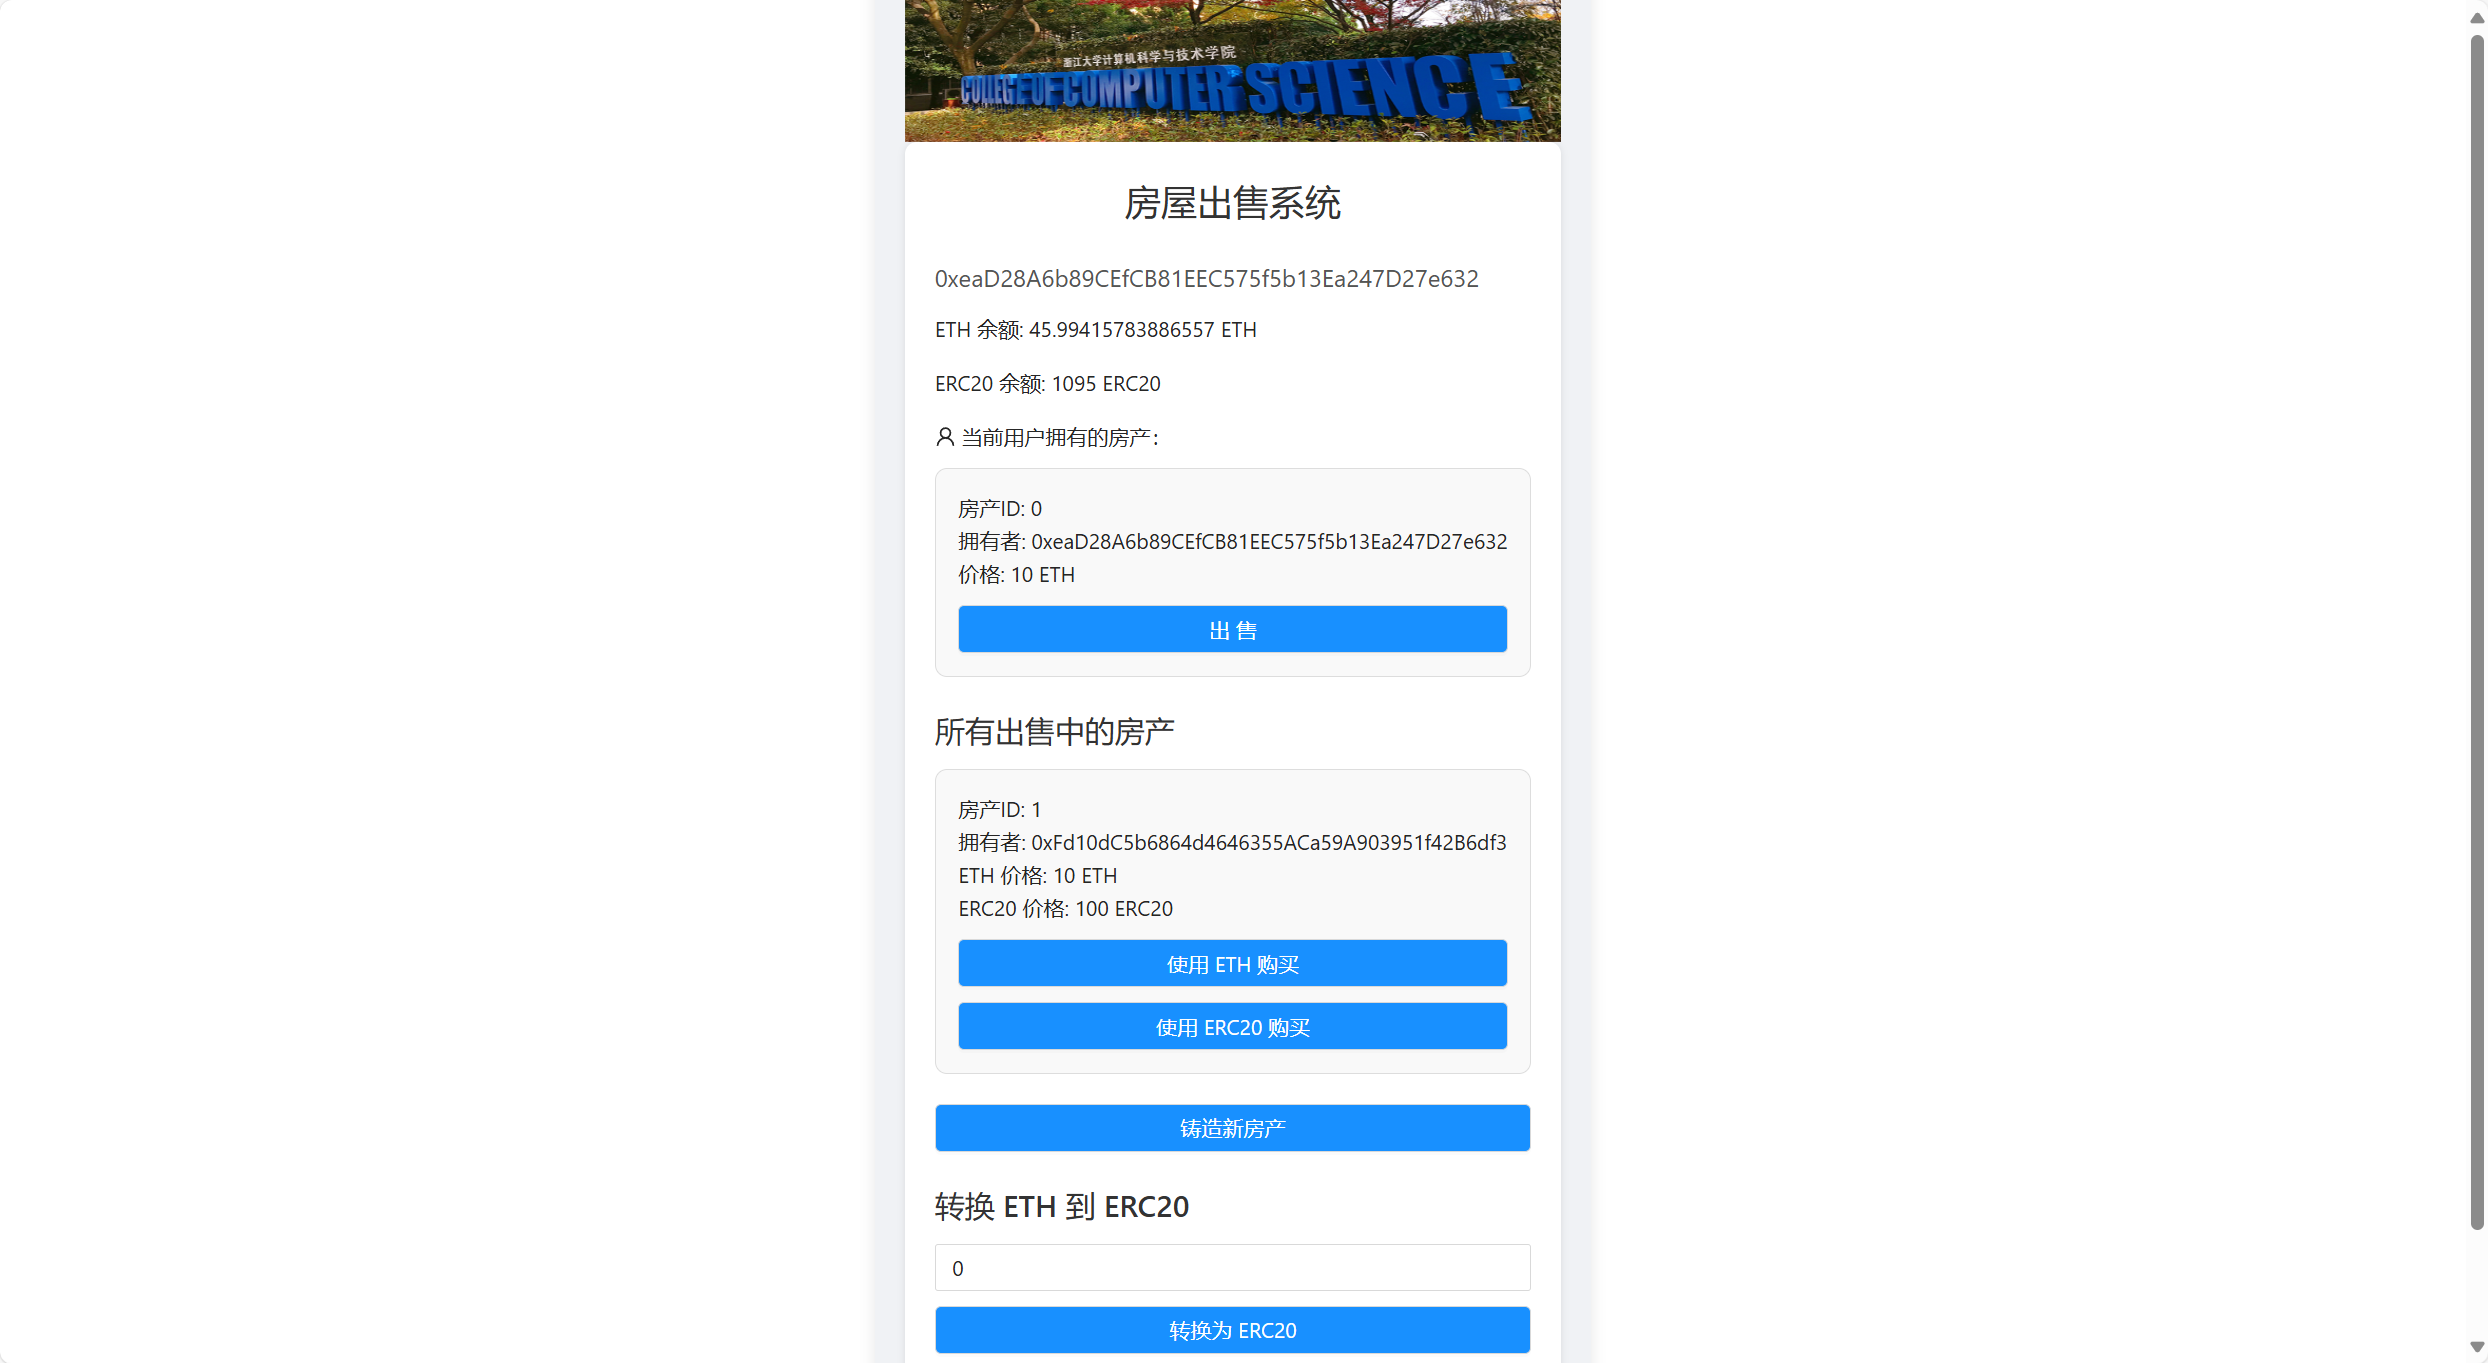 浙江大学计算机科学与技术学院
COLLEGE OF COMPUTER SCIENCE
房屋出售系统
0xeaD28A6b89CEfCB81EEC575f5b13Ea247D27e632
ETH 余额: 45.99415783886557 ETH
ERC20 余额: 1095 ERC20
当前用户拥有的房产：
房产ID: 0
拥有者: 0xeaD28A6b89CEfCB81EEC575f5b13Ea247D27e632
价格: 10 ETH
出 售
所有出售中的房产
房产ID: 1
拥有者: 0xFd10dC5b6864d4646355ACa59A903951f42B6df3
ETH 价格: 10 ETH
ERC20 价格: 100 ERC20
使用 ETH 购买
使用 ERC20 购买
铸造新房产
转换 ETH 到 ERC20
0
转换为 ERC20